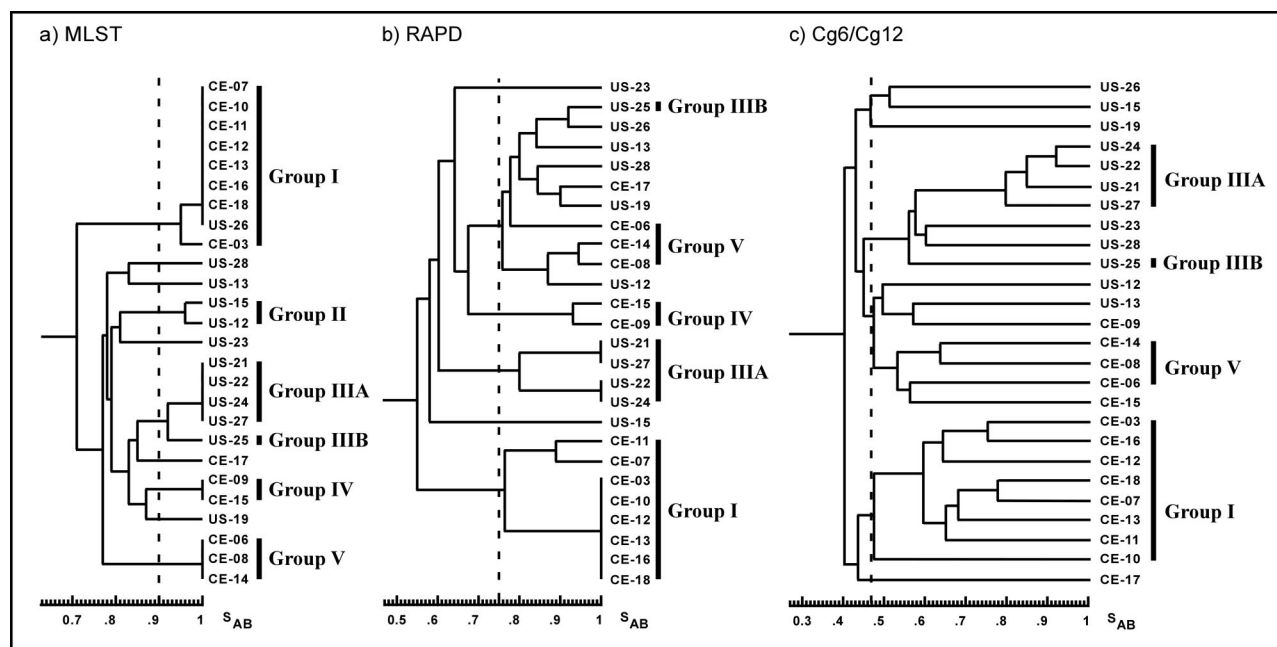 a) MLST
CE-07
CE-10
CE-11
CE-12
CE-13
CE-16
CE-18
US-26
CE-03
Group I
US-28
US-13
US-15
US-12
Group II
US-23
US-21
US-22
US-24
US-27
Group IIIA
US-25
Group IIIB
CE-17
CE-09
CE-15
Group IV
US-19
CE-06
CE-08
CE-14
Group V
0.7 .8 .9 1 SAB
b) RAPD
US-23
US-25
Group IIIB
US-26
US-13
US-28
CE-17
US-19
CE-06
CE-14
CE-08
Group V
US-12
CE-15
CE-09
Group IV
US-21
US-27
US-22
US-24
Group IIIA
US-15
CE-11
CE-07
CE-03
CE-10
CE-12
CE-13
CE-16
CE-18
Group I
0.5 .6 .7 .8 .9 1 SAB
c) Cg6/Cg12
US-26
US-15
US-19
US-24
US-22
US-21
US-27
Group IIIA
US-23
US-28
US-25
Group IIIB
US-12
US-13
CE-09
CE-14
CE-08
CE-06
Group V
CE-15
CE-03
CE-16
CE-12
CE-18
CE-07
CE-13
CE-11
CE-10
Group I
CE-17
0.3 .4 .5 .6 .7 .8 .9 1 SAB